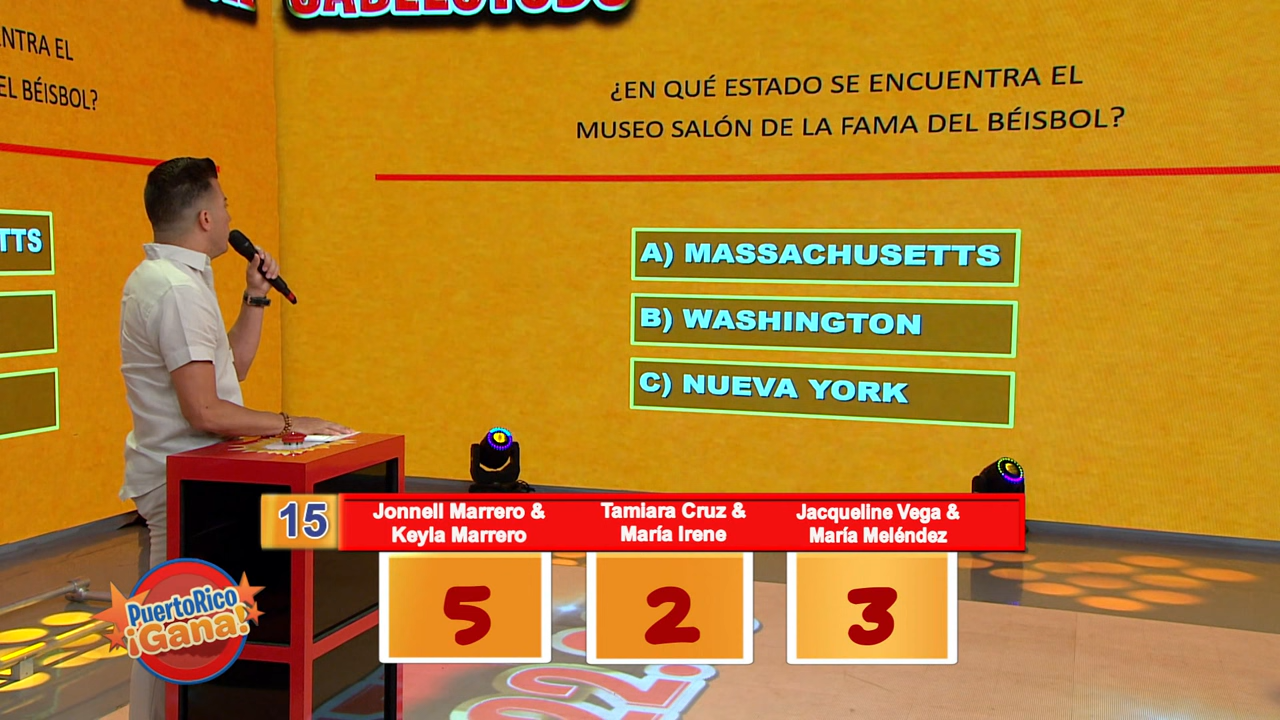 SABELOTODO
NTRA EL
EL BÉISBOL?
¿EN QUÉ ESTADO SE ENCUENTRA EL
MUSEO SALÓN DE LA FAMA DEL BÉISBOL?
TTS
A) MASSACHUSETTS
B) WASHINGTON
C) NUEVA YORK
15
Jonnell Marrero &
Keyla Marrero
Tamiara Cruz &
María Irene
Jacqueline Vega &
María Meléndez
5
2
3
PuertoRico
¡Gana!